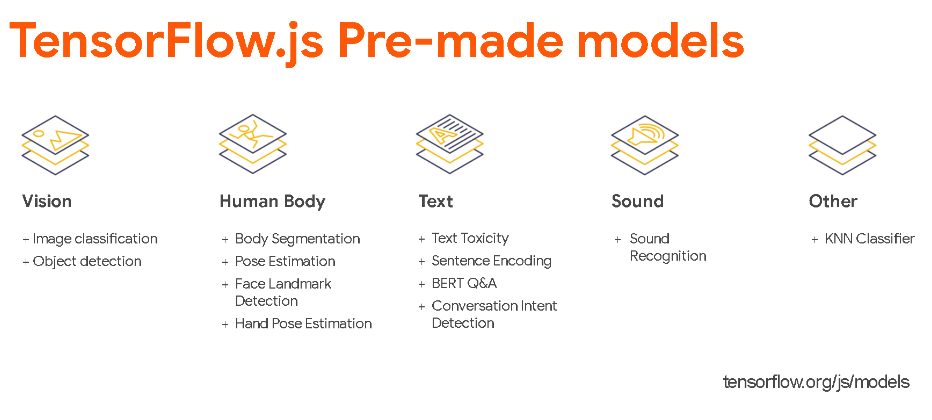 TensorFlow.js Pre-made models
Vision
+ Image classification
+ Object detection
Human Body
+ Body Segmentation
+ Pose Estimation
+ Face Landmark
Detection
+ Hand Pose Estimation
Text
+ Text Toxicity
+ Sentence Encoding
+ BERT Q&A
+ Conversation Intent
Detection
Sound
+ Sound
Recognition
Other
+ KNN Classifier
tensorflow.org/js/models